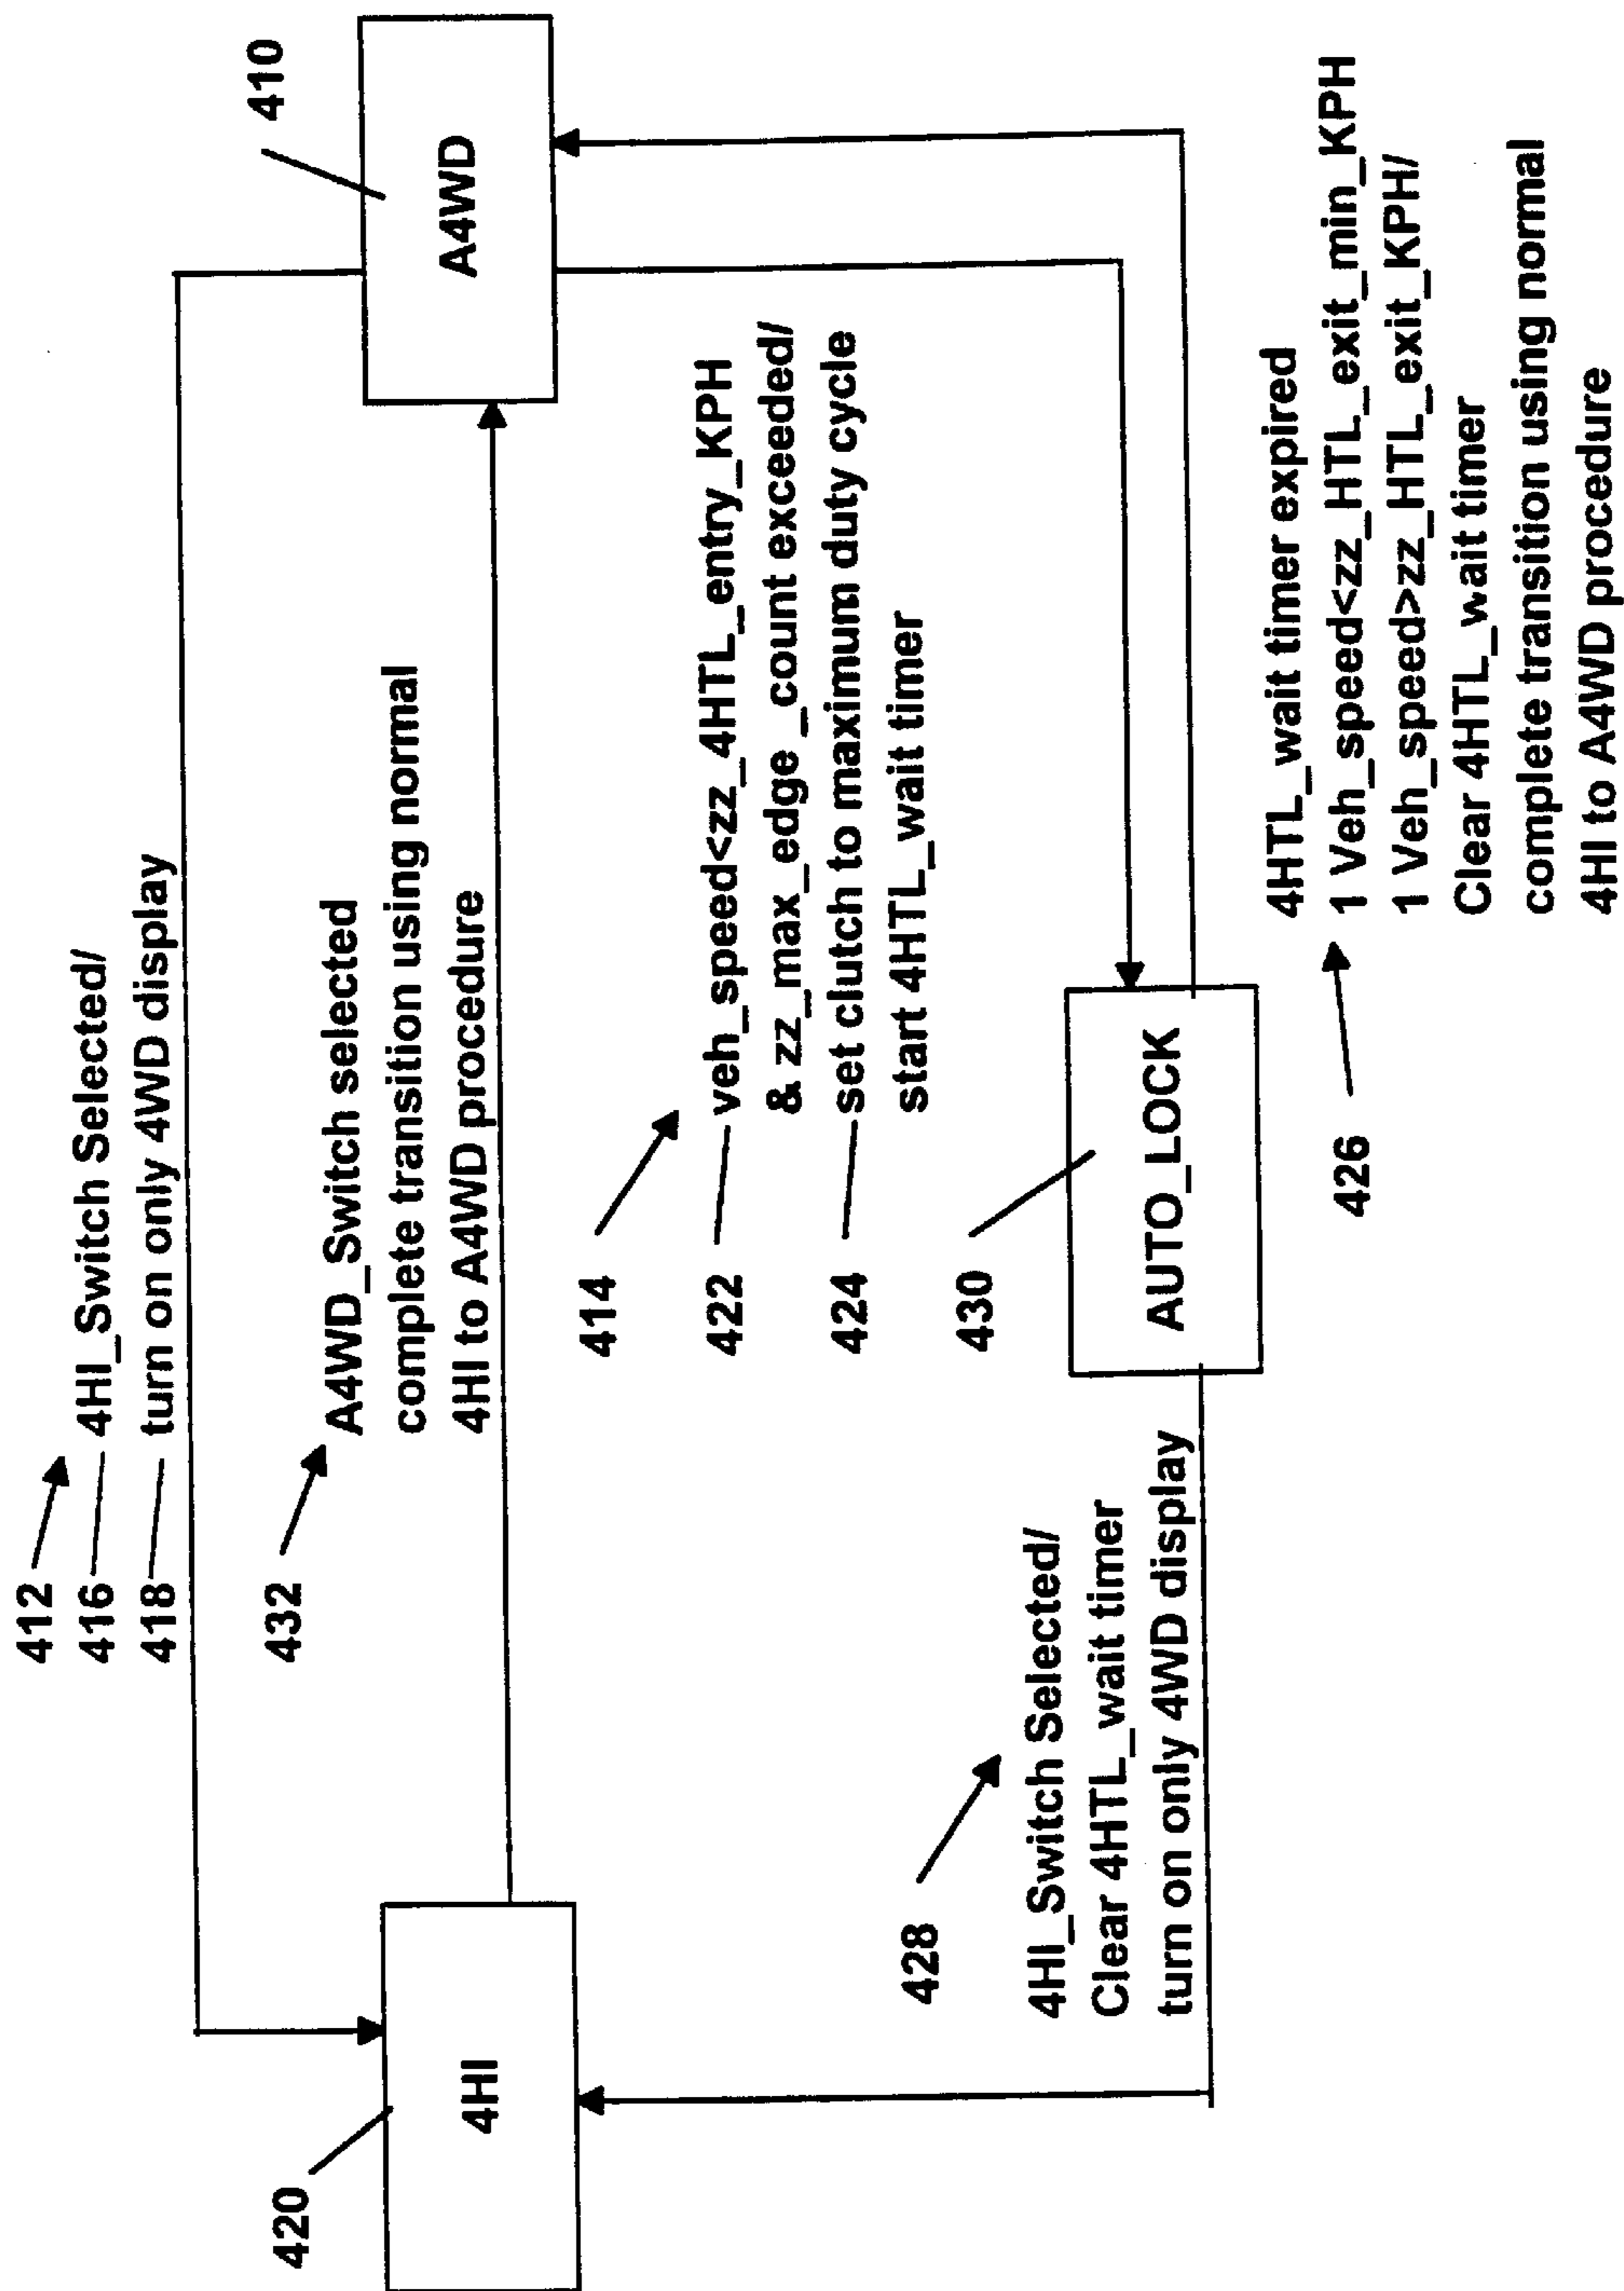 412
416
4HI_Switch Selected/
418
turn on only 4WD display
432
A4WD_Switch selected
complete transition using normal
4HI to A4WD procedure
410
A4WD
420
4HI
414
422
veh_speed<zz_4HTL_entry_KPH
& zz_max_edge_count exceeded/
424
set clutch to maximum duty cycle
start 4HTL_wait timer
430
AUTO_LOCK
428
4HI_Switch Selected/
Clear 4HTL_wait timer
turn on only 4WD display
426
4HTL_wait timer expired
1 Veh_speed<zz_HTL_exit_min_KPH
1 Veh_speed>zz_HTL_exit_KPH/
Clear 4HTL_wait timer
complete transition using normal
4HI to A4WD procedure